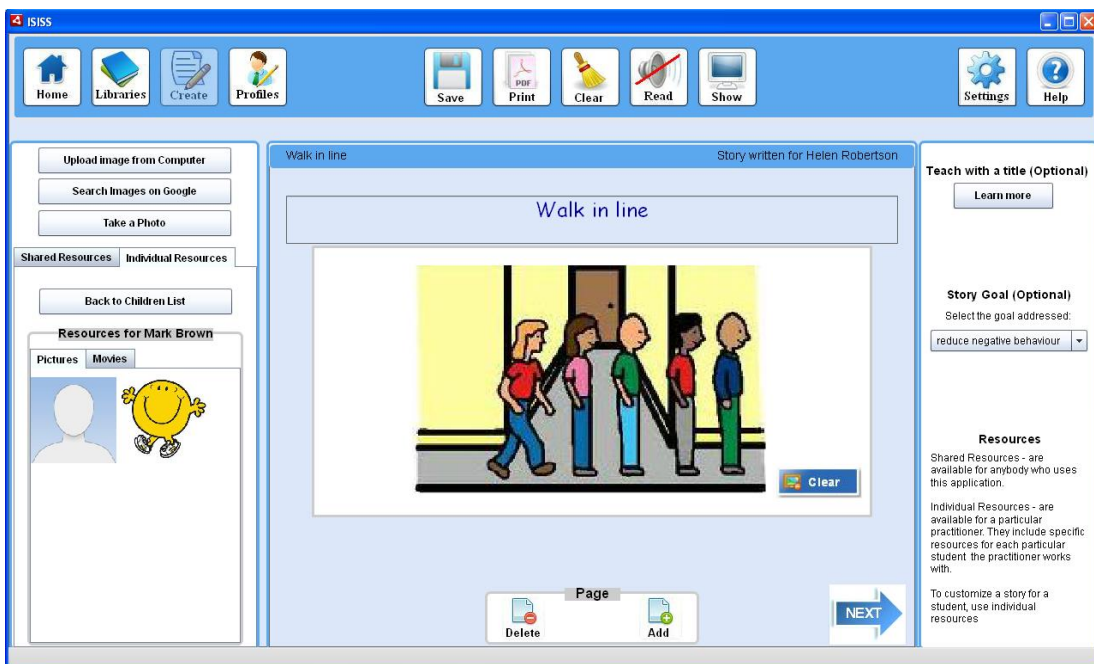 ISISS
Home
Libraries
Create
Profiles
Save
PDF
Print
Clear
Read
Show
Settings
Help
Upload image from Computer
Search Images on Google
Take a Photo
Shared Resources
Individual Resources
Back to Children List
Resources for Mark Brown
Pictures
Movies
Walk in line
Story written for Helen Robertson
Walk in line
Clear
Page
Delete
Add
NEXT
Teach with a title (Optional)
Learn more
Story Goal (Optional)
Select the goal addressed:
reduce negative behaviour
Resources
Shared Resources - are
available for anybody who uses
this application.
Individual Resources - are
available for a particular
practitioner. They include specific
resources for each particular
student the practitioner works
with.
To customize a story for a
student, use individual
resources